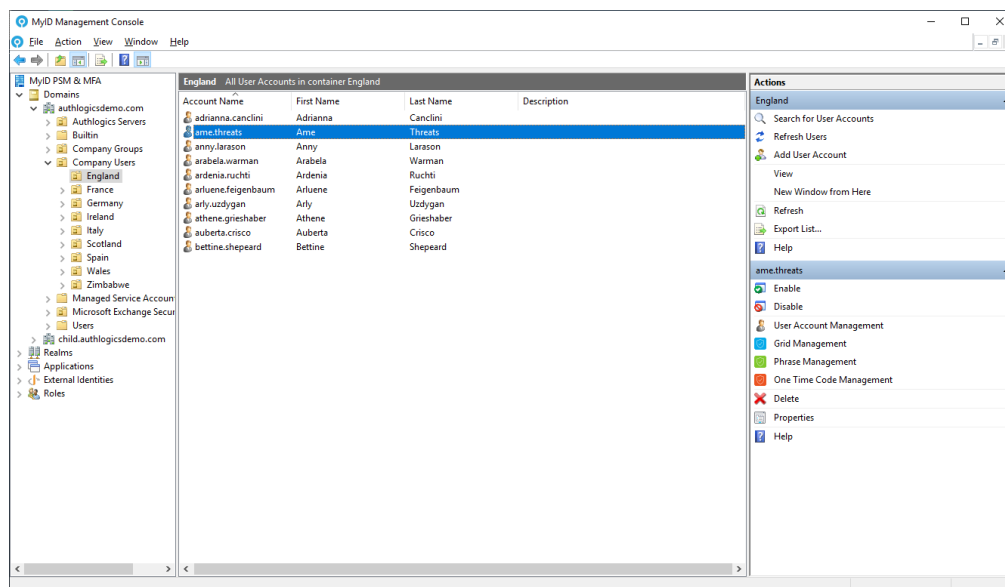 MyID Management Console
File Action View Window Help
MyID PSM & MFA
Domains
authlogicsdemo.com
Authlogics Servers
Builtin
Company Groups
Company Users
England
France
Germany
Ireland
Italy
Scotland
Spain
Wales
Zimbabwe
Managed Service Accoun
Microsoft Exchange Secur
Users
child.authlogicsdemo.com
Realms
Applications
External Identities
Roles
England All User Accounts in container England
Account Name First Name Last Name Description
adrianna.canclini Adrianna Canclini
ame.threats Ame Threats
anny.larason Anny Larason
arabela.warman Arabela Warman
ardenia.ruchti Ardenia Ruchti
arluene.feigenbaum Arluene Feigenbaum
arly.uzdygan Arly Uzdygan
athene.grieshaber Athene Grieshaber
auberta.crisco Auberta Crisco
bettine.shepeard Bettine Shepeard
Actions
England
Search for User Accounts
Refresh Users
Add User Account
View
New Window from Here
Refresh
Export List...
Help
ame.threats
Enable
Disable
User Account Management
Grid Management
Phrase Management
One Time Code Management
Delete
Properties
Help